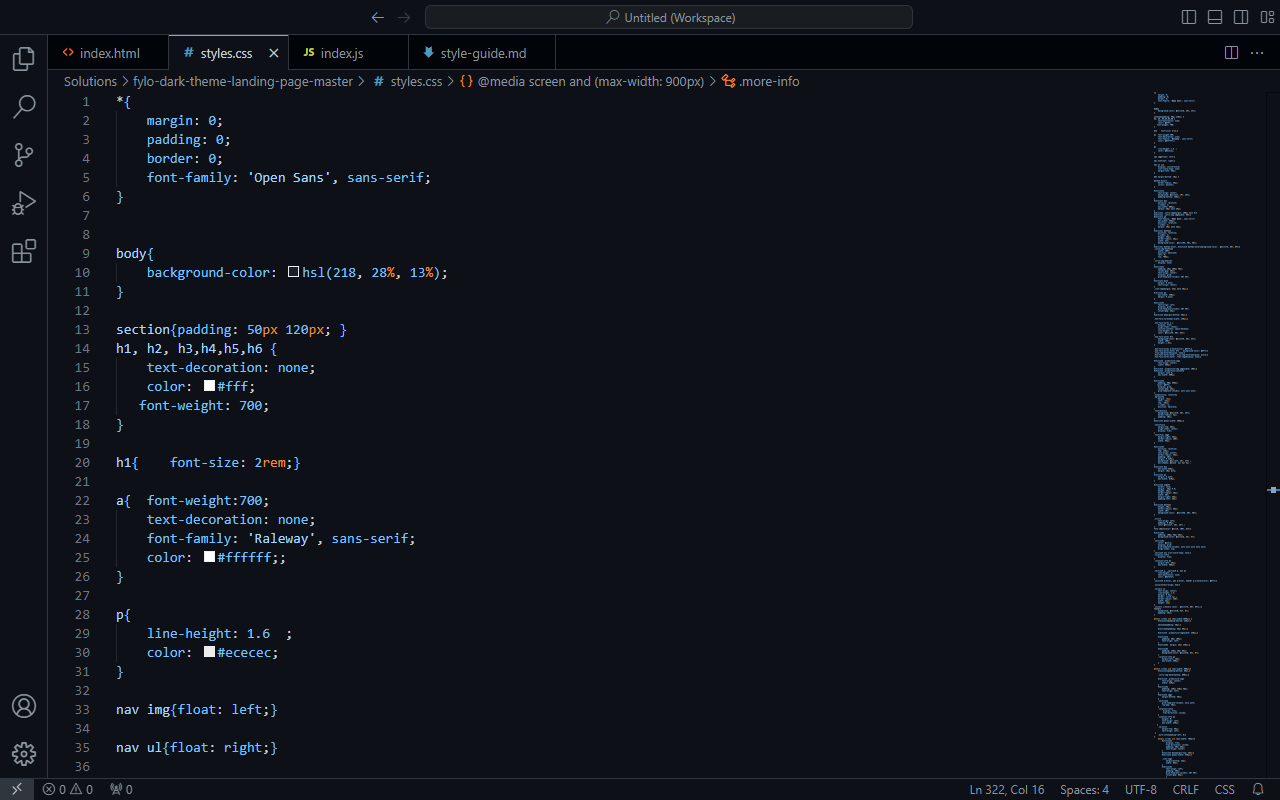 Untitled (Workspace)
index.html
# styles.css
JS index.js
style-guide.md
Solutions > fylo-dark-theme-landing-page-master > # styles.css > {} @media screen and (max-width: 900px) > .more-info
1 *{
2 margin: 0;
3 padding: 0;
4 border: 0;
5 font-family: 'Open Sans', sans-serif;
6 }
7
8
9 body{
10 background-color: hsl(218, 28%, 13%);
11 }
12
13 section{padding: 50px 120px; }
14 h1, h2, h3,h4,h5,h6 {
15 text-decoration: none;
16 color: #fff;
17 font-weight: 700;
18 }
19
20 h1{    font-size: 2rem;}
21
22 a{  font-weight:700;
23 text-decoration: none;
24 font-family: 'Raleway', sans-serif;
25 color: #ffffff;;
26 }
27
28 p{
29 line-height: 1.6  ;
30 color: #ececec;
31 }
32
33 nav img{float: left;}
34
35 nav ul{float: right;}
36
0 0 0 Ln 322, Col 16 Spaces: 4 UTF-8 CRLF CSS